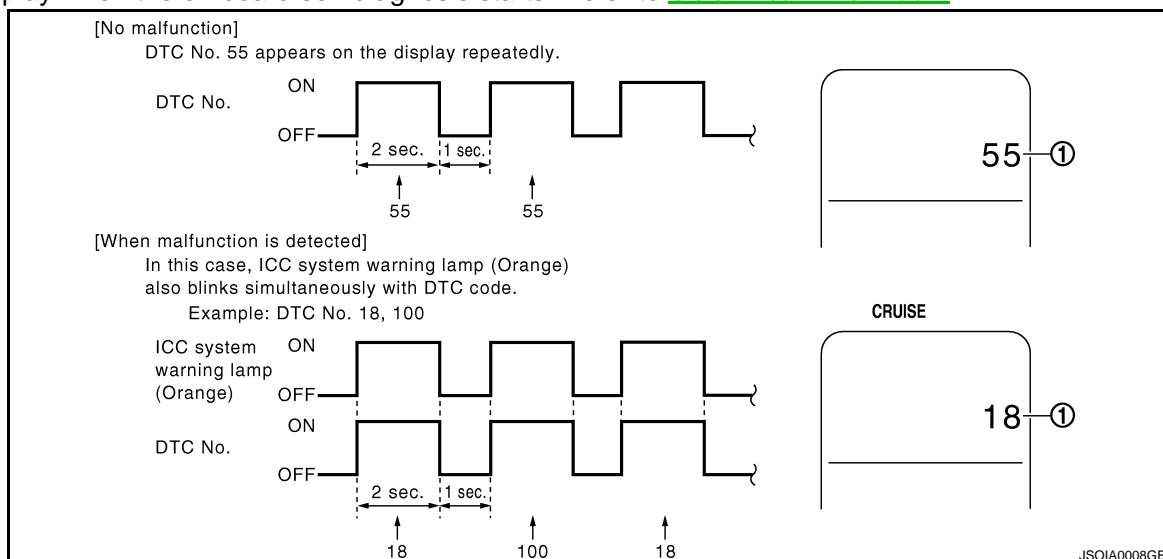 [No malfunction]
DTC No. 55 appears on the display repeatedly.
ON
DTC No.
OFF
2 sec. 1 sec.
55 55
55 ①
[When malfunction is detected]
In this case, ICC system warning lamp (Orange)
also blinks simultaneously with DTC code.
Example: DTC No. 18, 100
ICC system
warning lamp
(Orange)
ON
OFF
ON
DTC No.
OFF
2 sec. 1 sec.
18 100 18
CRUISE
18 ①
JSOIA0008GB